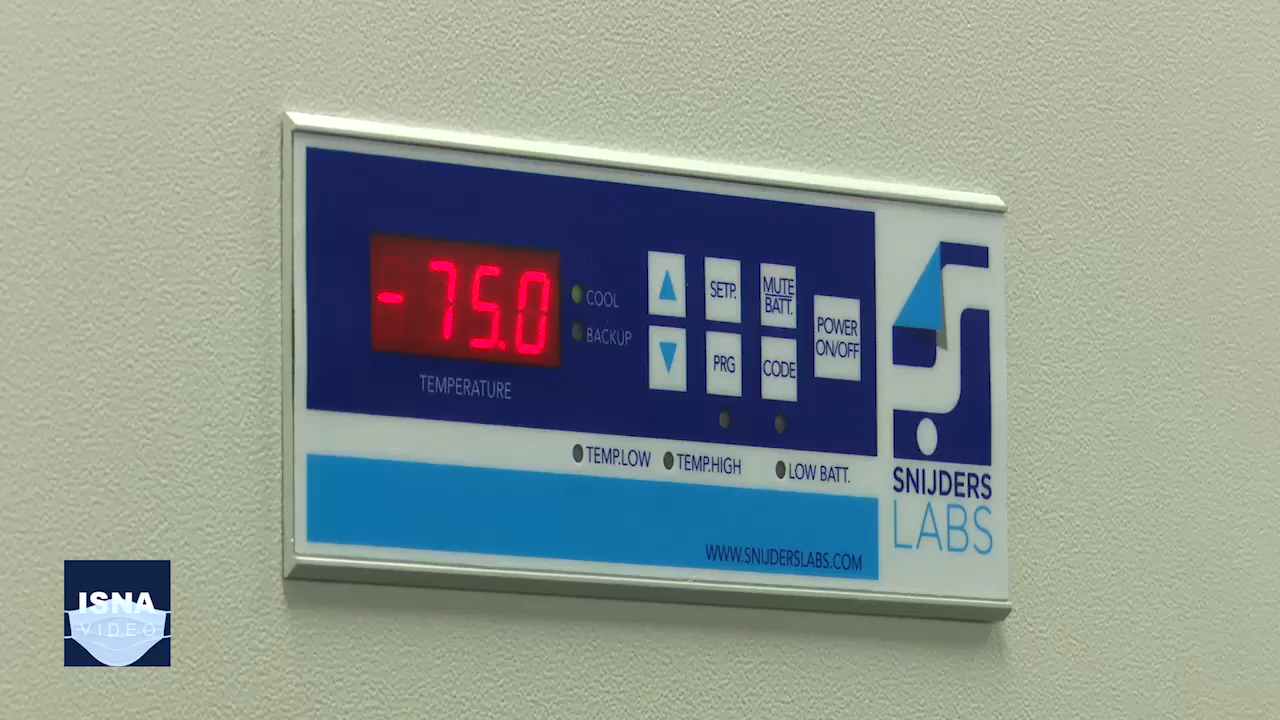 -75.0
COOL
BACKUP
TEMPERATURE
SETP.
MUTE
BATT.
PRG
CODE
POWER
ON/OFF
TEMP.LOW
TEMP.HIGH
LOW BATT.
WWW.SNIJDERSLABS.COM
SNIJDERS
LABS
ISNA
VIDEO